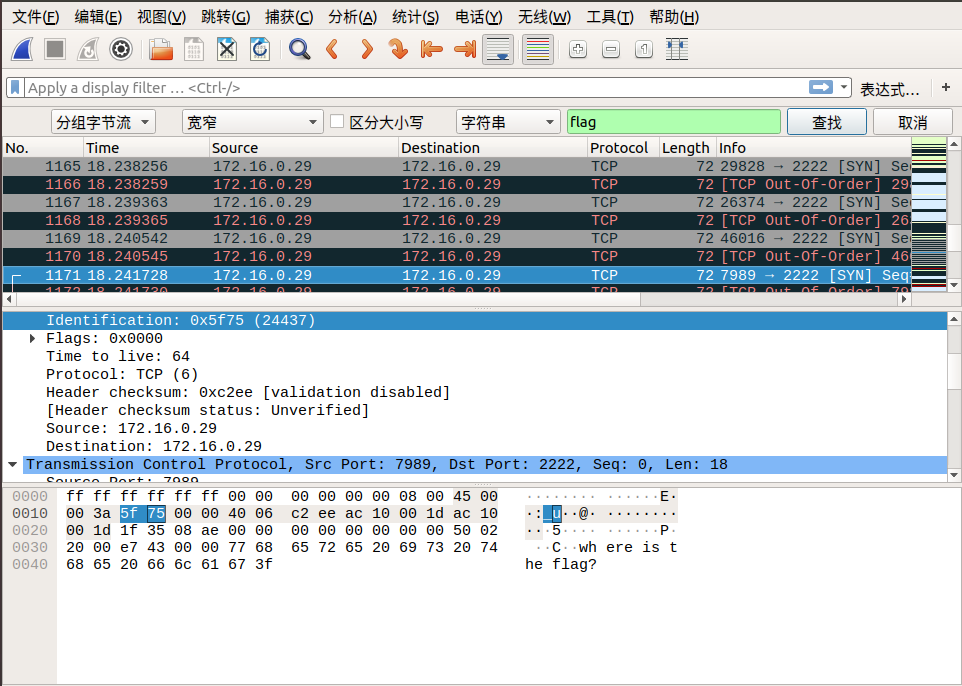 文件(F) 编辑(E) 视图(V) 跳转(G) 捕获(C) 分析(A) 统计(S) 电话(Y) 无线(W) 工具(T) 帮助(H)
Apply a display filter … <Ctrl-/> 表达式… +
分组字节流 宽窄 区分大小写 字符串 flag 查找 取消
No. Time Source Destination Protocol Length Info
1165 18.238256 172.16.0.29 172.16.0.29 TCP 72 29828 → 2222 [SYN] Se
1166 18.238259 172.16.0.29 172.16.0.29 TCP 72 [TCP Out-Of-Order] 29
1167 18.239363 172.16.0.29 172.16.0.29 TCP 72 26374 → 2222 [SYN] Se
1168 18.239365 172.16.0.29 172.16.0.29 TCP 72 [TCP Out-Of-Order] 26
1169 18.240542 172.16.0.29 172.16.0.29 TCP 72 46016 → 2222 [SYN] Se
1170 18.240545 172.16.0.29 172.16.0.29 TCP 72 [TCP Out-Of-Order] 46
1171 18.241728 172.16.0.29 172.16.0.29 TCP 72 7989 → 2222 [SYN] Seq
1172 18.241730 172.16.0.29 172.16.0.29 TCP 72 [TCP Out-Of-Order] 79
Identification: 0x5f75 (24437)
Flags: 0x0000
Time to live: 64
Protocol: TCP (6)
Header checksum: 0xc2ee [validation disabled]
[Header checksum status: Unverified]
Source: 172.16.0.29
Destination: 172.16.0.29
Transmission Control Protocol, Src Port: 7989, Dst Port: 2222, Seq: 0, Len: 18
Source Port: 7989
0000 ff ff ff ff ff ff 00 00 00 00 00 00 08 00 45 00 ········ ······E·
0010 00 3a 5f 75 00 00 40 06 c2 ee ac 10 00 1d ac 10 ·:_u··@· ········
0020 00 1d 1f 35 08 ae 00 00 00 00 00 00 00 00 50 02 ···5···· ······P·
0030 20 00 e7 43 00 00 77 68 65 72 65 20 69 73 20 74 ··C··wh ere is t
0040 68 65 20 66 6c 61 67 3f he flag?